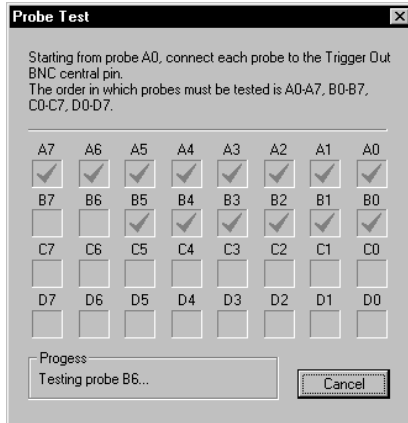 Probe Test
Starting from probe A0, connect each probe to the Trigger Out
BNC central pin.
The order in which probes must be tested is A0-A7, B0-B7,
C0-C7, D0-D7.
A7 A6 A5 A4 A3 A2 A1 A0
B7 B6 B5 B4 B3 B2 B1 B0
C7 C6 C5 C4 C3 C2 C1 C0
D7 D6 D5 D4 D3 D2 D1 D0
Progess
Testing probe B6...
Cancel